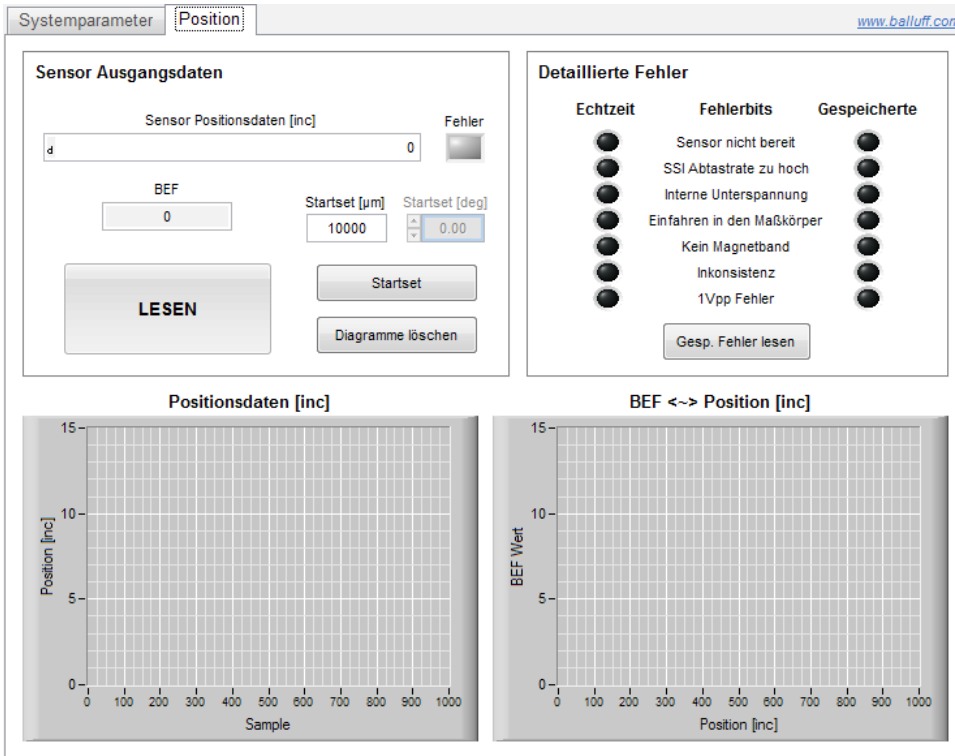 Systemparameter Position www.balluff.com
Sensor Ausgangsdaten
Sensor Positionsdaten [inc] Fehler
d 0
BEF
0
Startset [µm] Startset [deg]
10000 0.00
LESEN
Startset
Diagramme löschen
Detaillierte Fehler
Echtzeit Fehlerbits Gespeicherte
Sensor nicht bereit
SSI Abtastrate zu hoch
Interne Unterspannung
Einfahren in den Maßkörper
Kein Magnetband
Inkonsistenz
1Vpp Fehler
Gesp. Fehler lesen
Positionsdaten [inc]
Position [inc]
15
10
5
0
0 100 200 300 400 500 600 700 800 900 1000
Sample
BEF <~> Position [inc]
BEF Wert
15
10
5
0
0 100 200 300 400 500 600 700 800 900 1000
Position [inc]